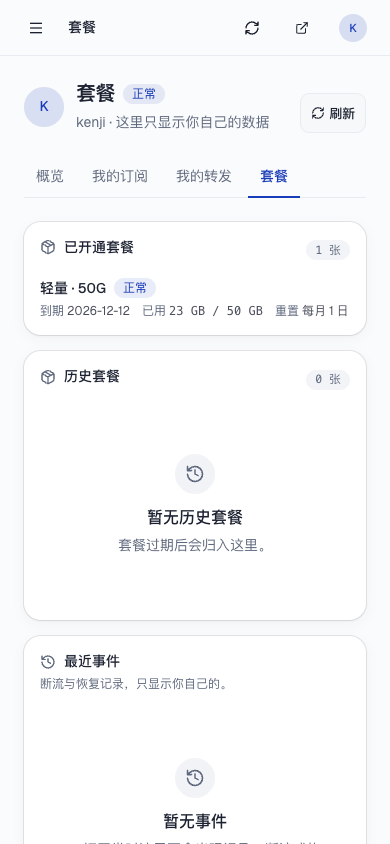 套餐
K
K
套餐 正常
kenji · 这里只显示你自己的数据
刷新
概览 我的订阅 我的转发 套餐
已开通套餐 1 张
轻量 · 50G 正常
到期 2026-12-12 已用 23 GB / 50 GB 重置 每月 1 日
历史套餐 0 张
暂无历史套餐
套餐过期后会归入这里。
最近事件
断流与恢复记录，只显示你自己的。
暂无事件